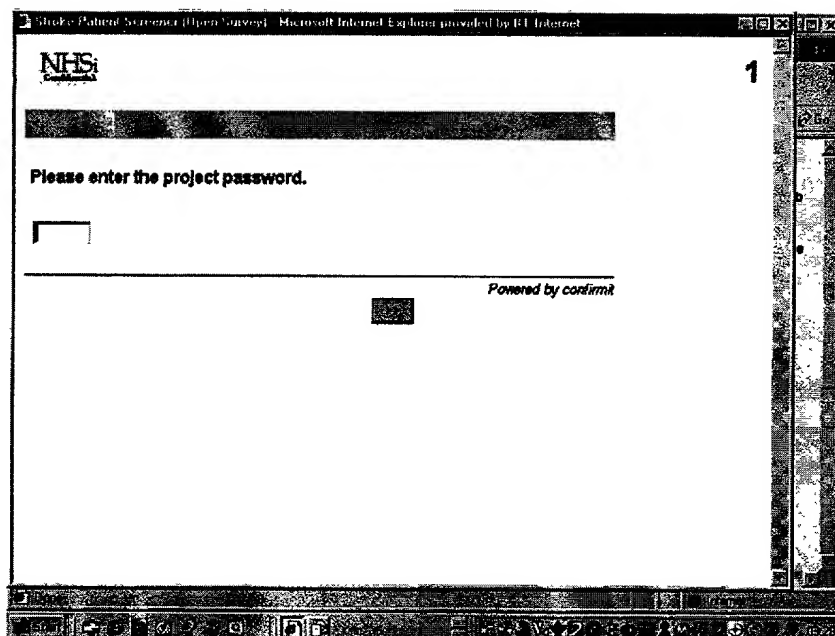 Stroke Patient Screener (Open Survey) - Microsoft Internet Explorer provided by BT Internet
NHSi
1
Please enter the project password.
Powered by confirmit